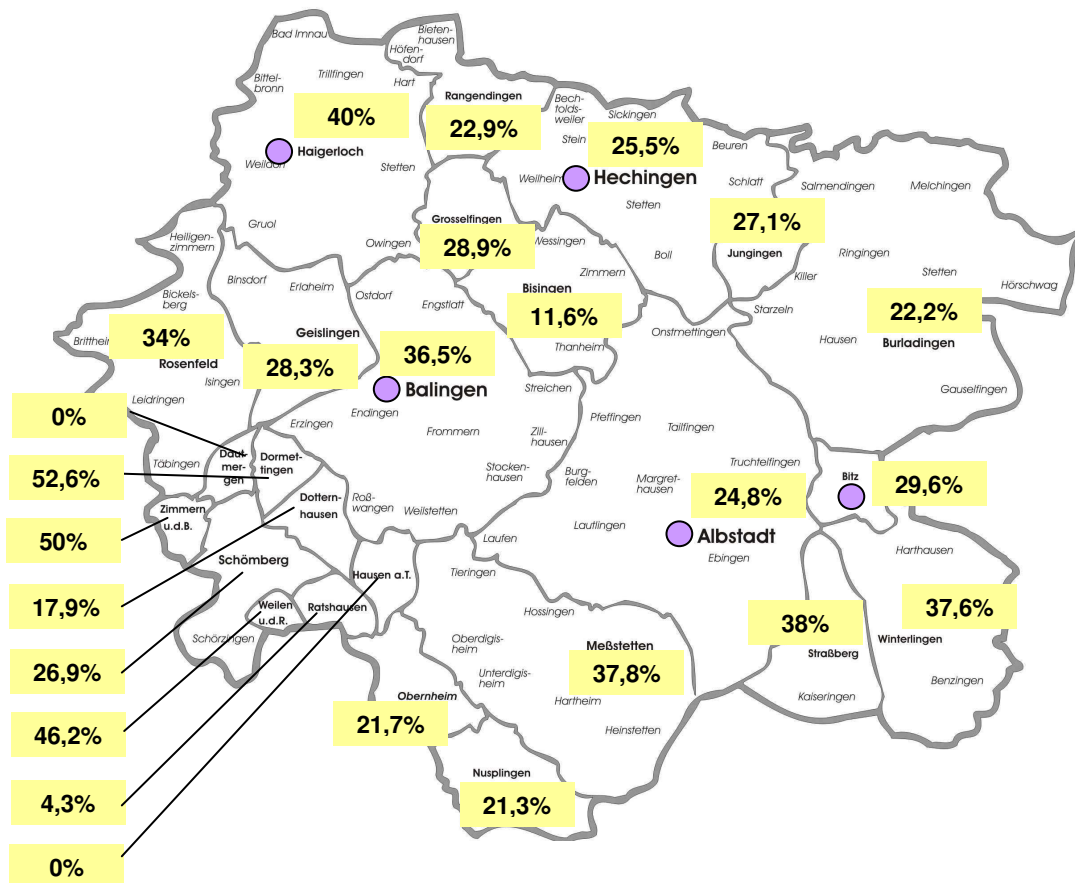 Bad Imnau
Bieten-
hausen
Höfen-
dorf
Bittel-
bronn
Trillfingen
Hart
Rangendingen
Bech-
toldsweiler
Sickingen
40%
22,9%
Stein
25,5%
Beuren
Haigerloch
Weildorf
Stetten
Weilheim
Hechingen
Schlatt
Salmendingen
Melchingen
Stetten
Gruol
Grosselfingen
27,1%
Heiligen-
zimmern
Owingen
28,9%
Wessingen
Boll
Jungingen
Ringingen
Binsdorf
Erlaheim
Ostdorf
Engstlatt
Zimmern
Killer
Stetten
Hörschwag
Bickels-
berg
Bisingen
Starzeln
11,6%
22,2%
Geislingen
Onstmettingen
Hausen
Burladingen
Brittheim
34%
Rosenfeld
28,3%
36,5%
Thanheim
Isingen
Balingen
Streichen
Gauselfingen
Leidringen
0%
Endingen
Erzingen
Frommern
Zill-
hausen
Pfeffingen
Tailfingen
Täbingen
Daut-
mer-
gen
Dormet-
tingen
52,6%
Stocken-
hausen
Burg-
felden
Margret-
hausen
Truchtelfingen
Bitz
29,6%
Zimmern
u.d.B.
Dottern-
hausen
Roß-
wangen
Weilstetten
24,8%
50%
Lautlingen
Albstadt
Laufen
Ebingen
Harthausen
Schömberg
Hausen a.T.
Tieringen
17,9%
Weilen
u.d.R.
Ratshausen
Hossingen
37,6%
38%
Schörzingen
Oberdigis-
heim
Meßstetten
Winterlingen
Straßberg
26,9%
Unterdigis-
heim
37,8%
Benzingen
Obernheim
Hartheim
Kaiseringen
46,2%
21,7%
Heinstetten
Nusplingen
4,3%
21,3%
0%